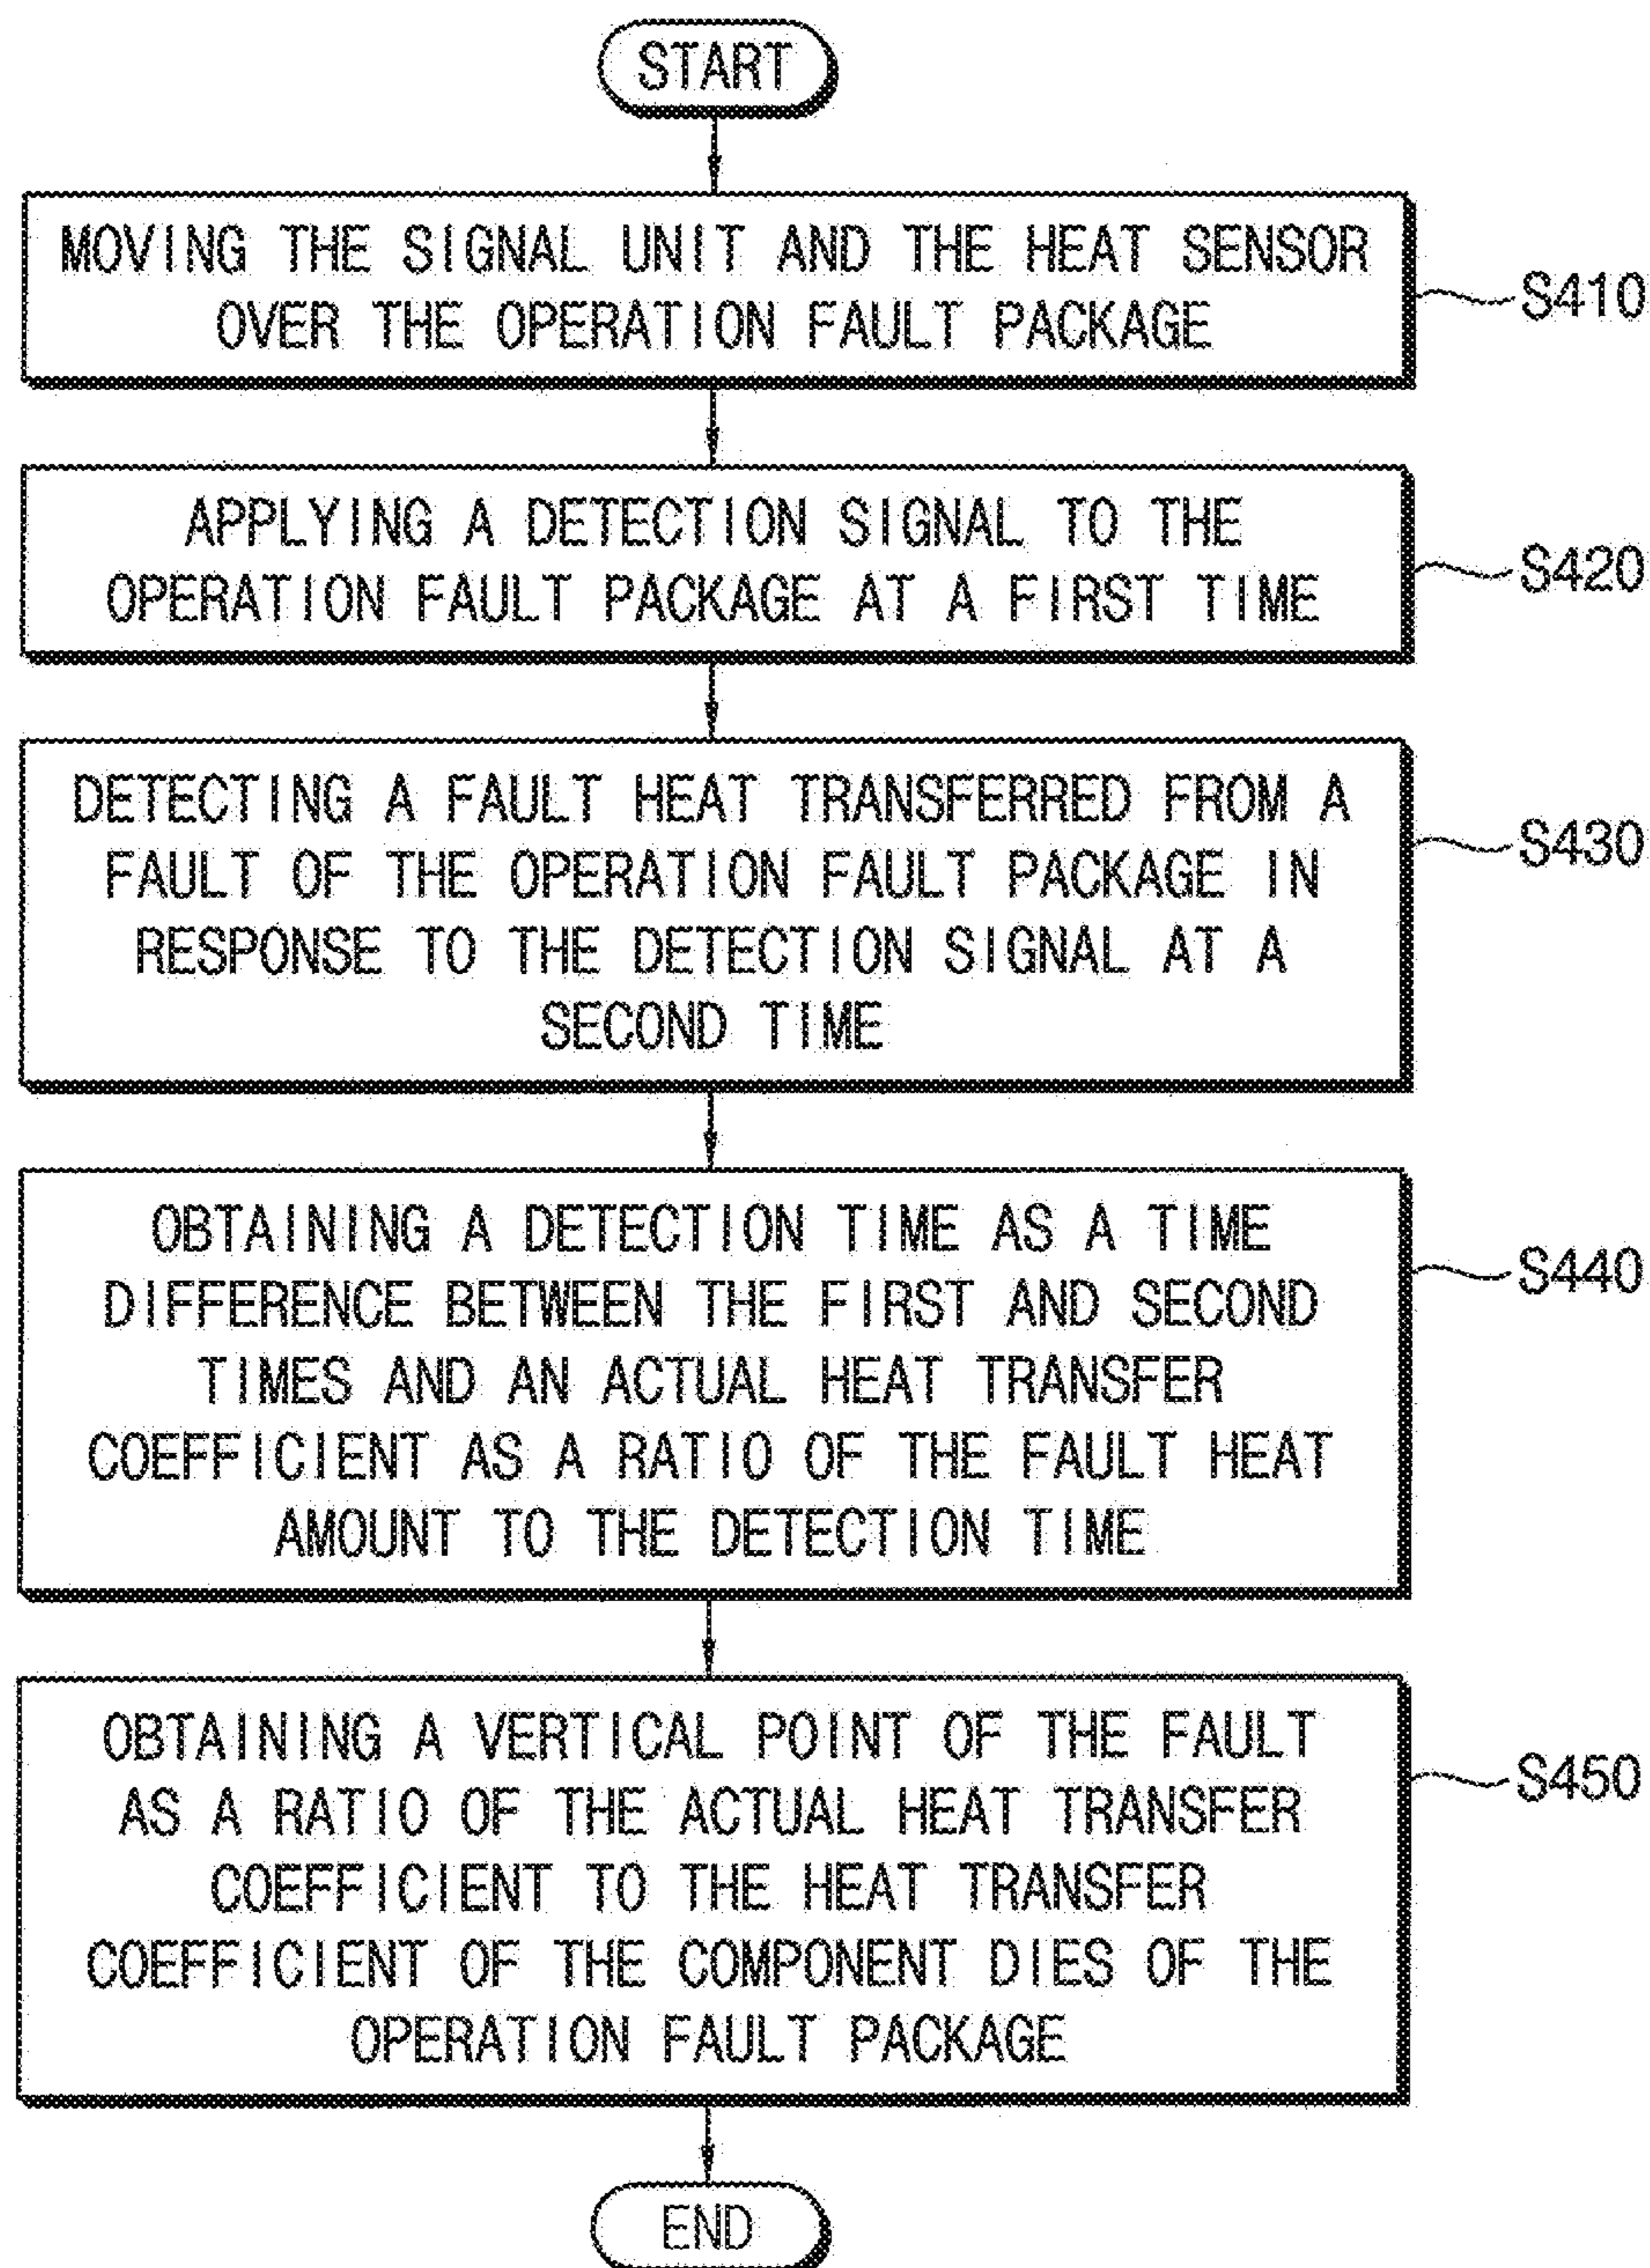 START
MOVING THE SIGNAL UNIT AND THE HEAT SENSOR
OVER THE OPERATION FAULT PACKAGE
S410
APPLYING A DETECTION SIGNAL TO THE
OPERATION FAULT PACKAGE AT A FIRST TIME
S420
DETECTING A FAULT HEAT TRANSFERRED FROM A
FAULT OF THE OPERATION FAULT PACKAGE IN
RESPONSE TO THE DETECTION SIGNAL AT A
SECOND TIME
S430
OBTAINING A DETECTION TIME AS A TIME
DIFFERENCE BETWEEN THE FIRST AND SECOND
TIMES AND AN ACTUAL HEAT TRANSFER
COEFFICIENT AS A RATIO OF THE FAULT HEAT
AMOUNT TO THE DETECTION TIME
S440
OBTAINING A VERTICAL POINT OF THE FAULT
AS A RATIO OF THE ACTUAL HEAT TRANSFER
COEFFICIENT TO THE HEAT TRANSFER
COEFFICIENT OF THE COMPONENT DIES OF THE
OPERATION FAULT PACKAGE
S450
END